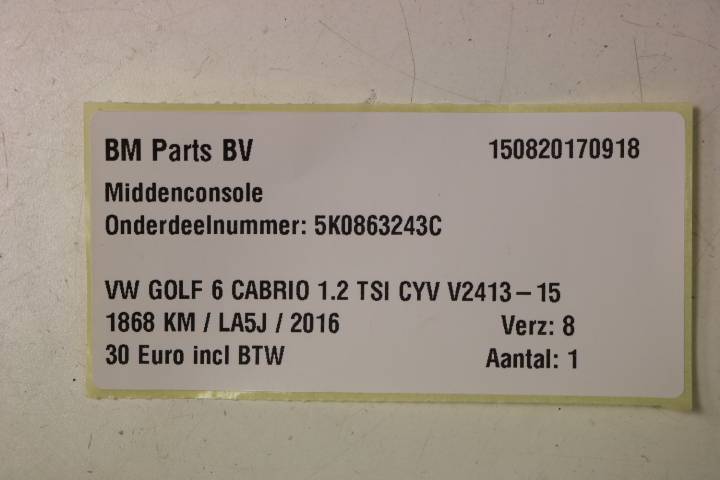 BM Parts BV 150820170918
Middenconsole
Onderdeelnummer: 5K0863243C
VW GOLF 6 CABRIO 1.2 TSI CYV V2413-15
1868 KM / LA5J / 2016 Verz: 8
30 Euro incl BTW Aantal: 1